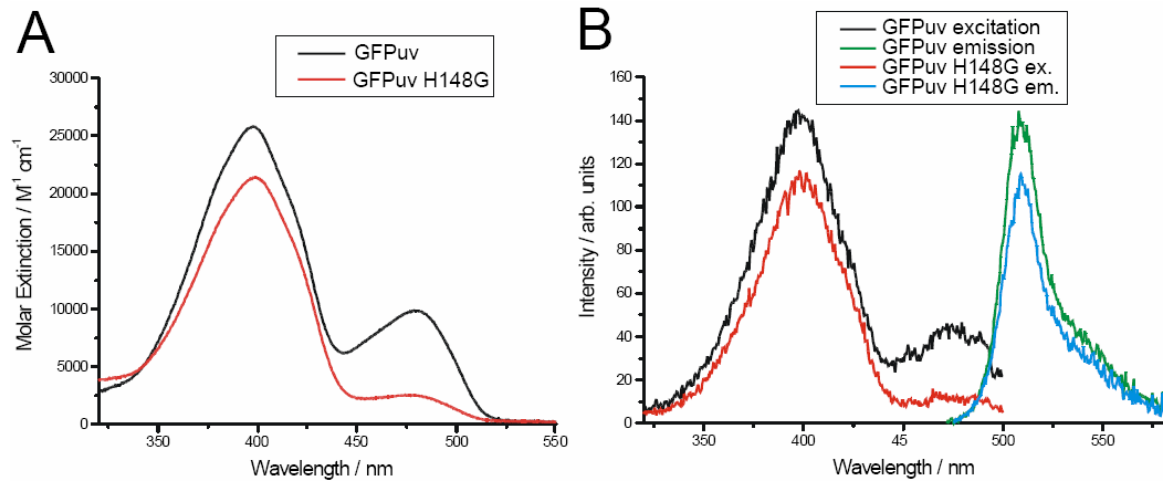 A
GFPuv
GFPuv H148G
30000
25000
20000
15000
10000
5000
0
Molar Extinction / M¹ cm⁻¹
350
400
450
500
550
Wavelength / nm
B
GFPuv excitation
GFPuv emission
GFPuv H148G ex.
GFPuv H148G em.
160
140
120
100
80
60
40
20
0
Intensity / arb. units
350
400
45
500
550
Wavelength / nm